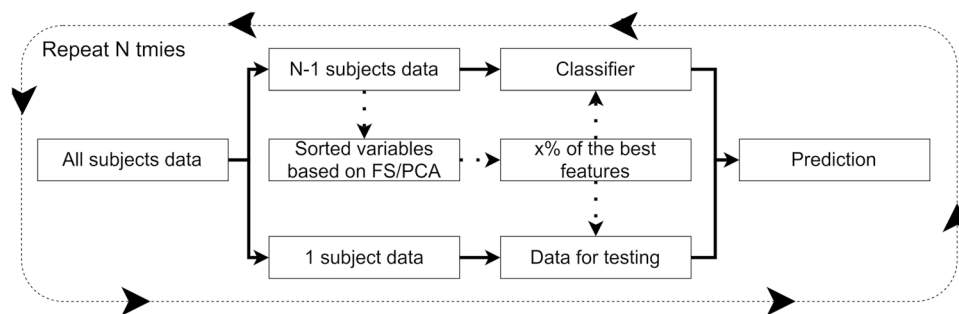 Repeat N tmies
N-1 subjects data
Classifier
All subjects data
Sorted variables
based on FS/PCA
x% of the best
features
Prediction
1 subject data
Data for testing